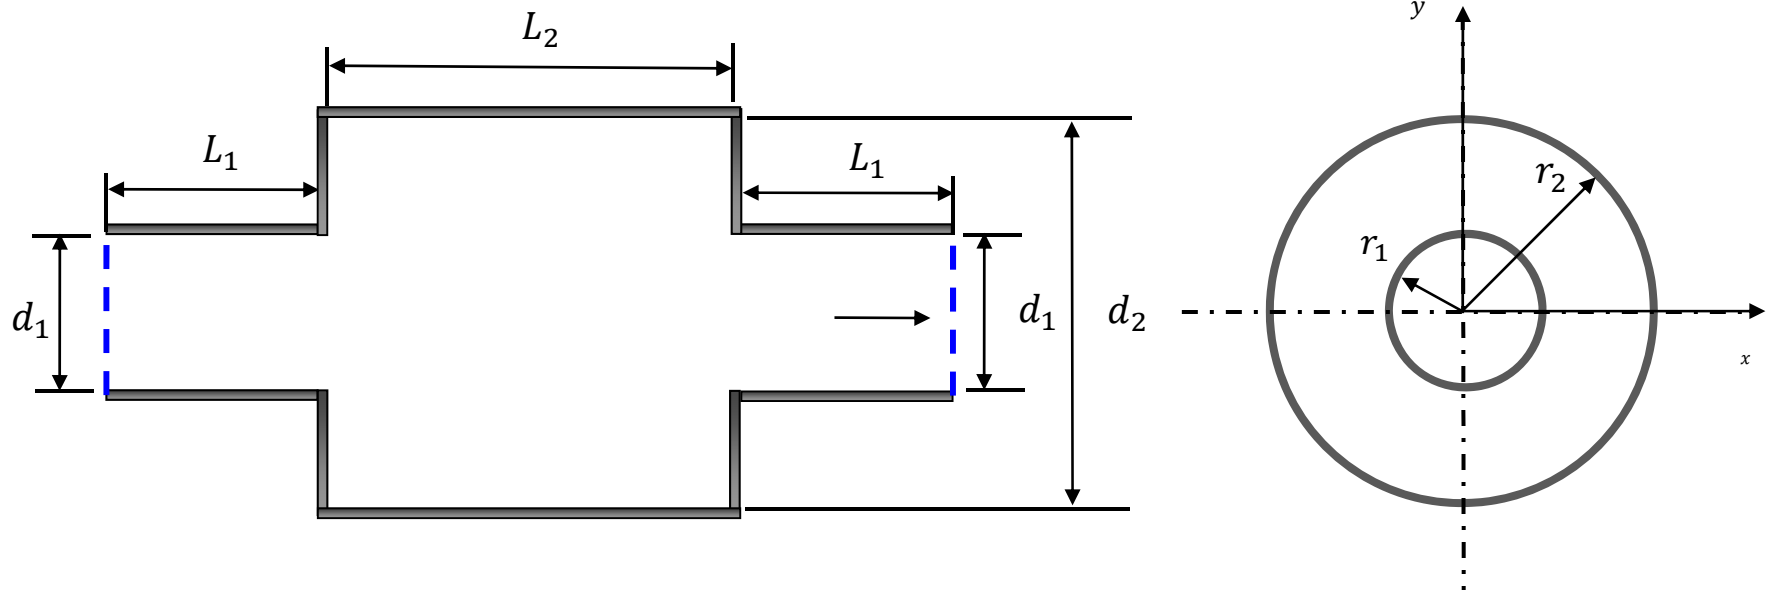 L₂
L₁
L₁
d₁
d₁
d₂
y
r₂
r₁
x